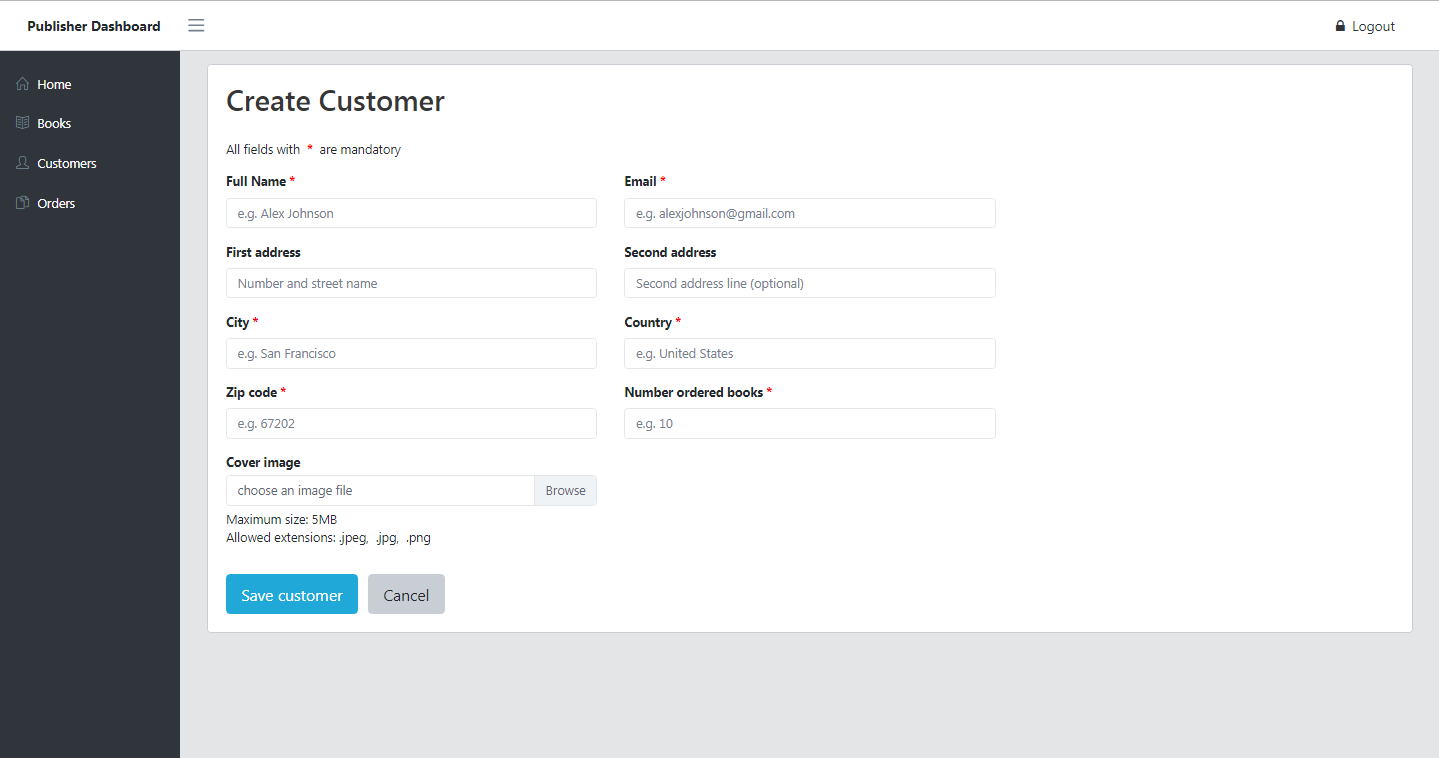 Publisher Dashboard
Logout
Home
Books
Customers
Orders
Create Customer
All fields with * are mandatory
Full Name *
Email *
e.g. Alex Johnson
e.g. alexjohnson@gmail.com
First address
Second address
Number and street name
Second address line (optional)
City *
Country *
e.g. San Francisco
e.g. United States
Zip code *
Number ordered books *
e.g. 67202
e.g. 10
Cover image
choose an image file
Browse
Maximum size: 5MB
Allowed extensions: .jpeg, .jpg, .png
Save customer
Cancel